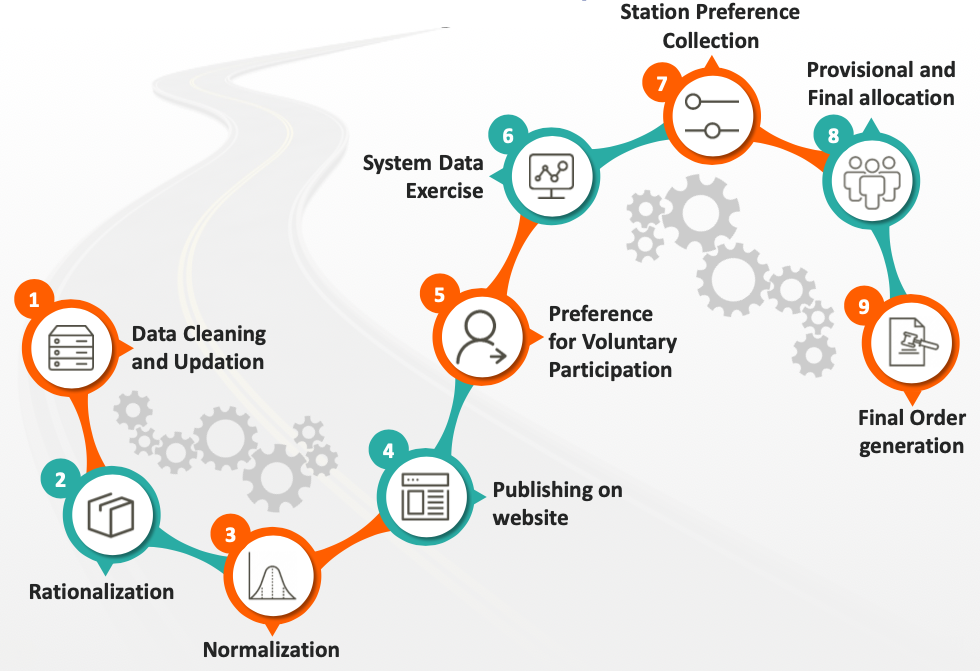 1
Data Cleaning
and Updation
2
Rationalization
3
Normalization
4
Publishing on
website
5
Preference
for Voluntary
Participation
6
System Data
Exercise
7
Station Preference
Collection
8
Provisional and
Final allocation
9
Final Order
generation